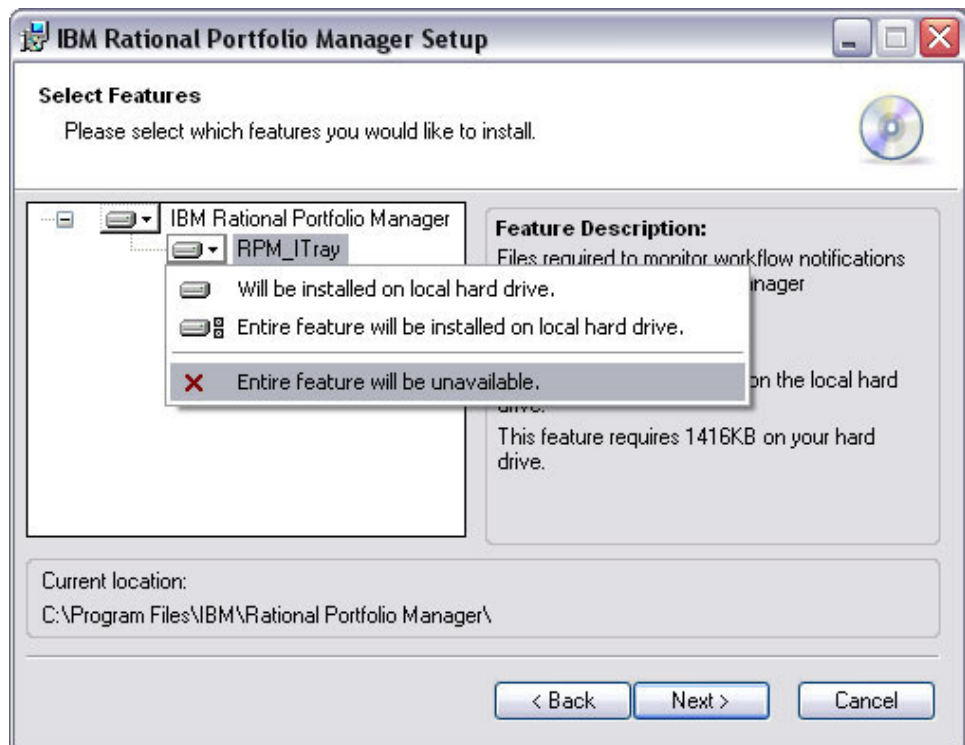 IBM Rational Portfolio Manager Setup
Select Features
Please select which features you would like to install.
IBM Rational Portfolio Manager
RPM_ITray
Will be installed on local hard drive.
Entire feature will be installed on local hard drive.
Entire feature will be unavailable.
Feature Description:
Files required to monitor workflow notifications
nager
on the local hard
drive.
This feature requires 1416KB on your hard
drive.
Current location:
C:\Program Files\IBM\Rational Portfolio Manager\
< Back
Next >
Cancel